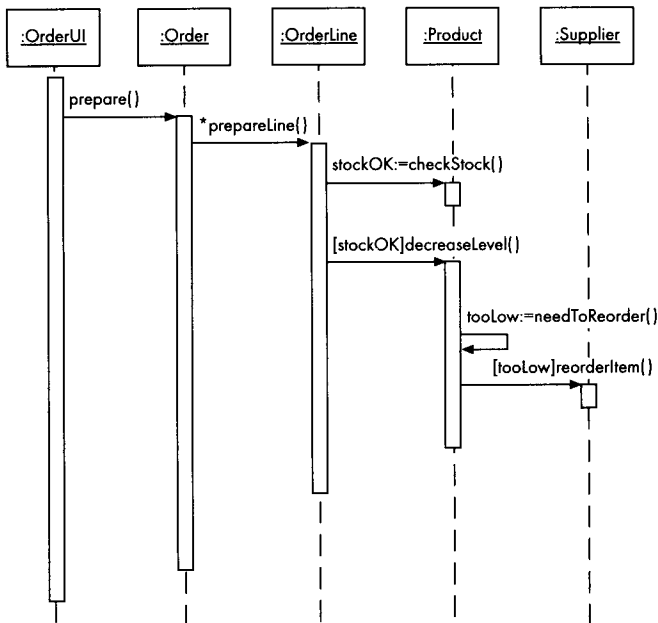 :OrderUI
:Order
:OrderLine
:Product
:Supplier
prepare()
*prepareLine()
stockOK:=checkStock()
[stockOK]decreaseLevel()
tooLow:=needToReorder()
[tooLow]reorderItem()